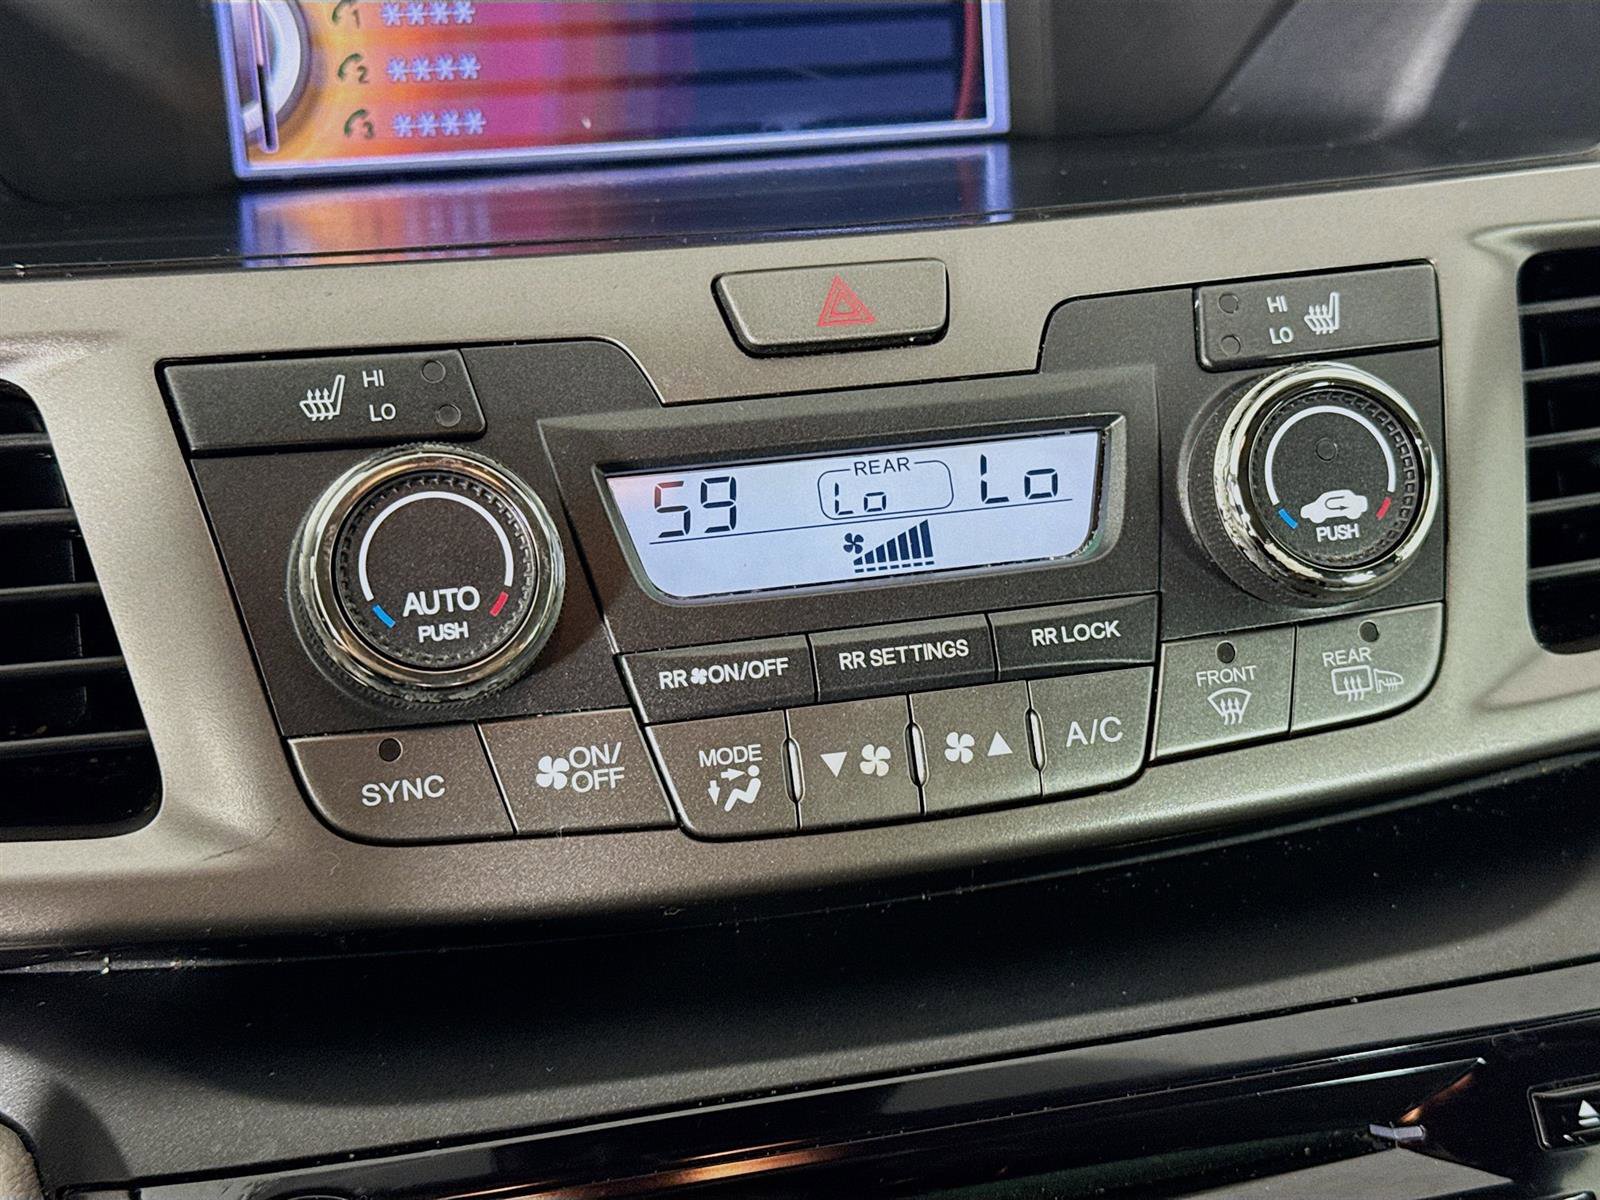 1 ****
2 ****
3 ****
HI
LO
HI
LO
59
REAR
Lo
Lo
AUTO
PUSH
PUSH
RR ON/OFF
RR SETTINGS
RR LOCK
FRONT
REAR
SYNC
ON/
OFF
MODE
A/C